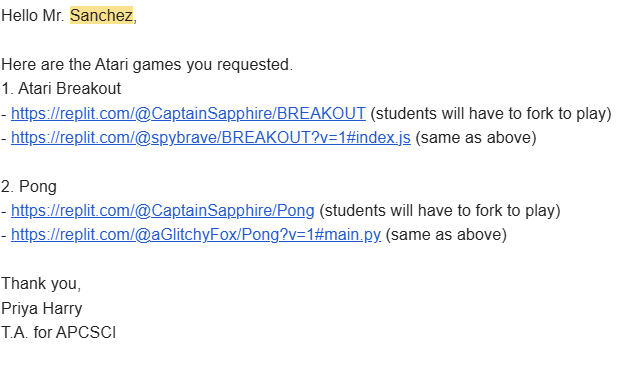 Hello Mr. Sanchez,
Here are the Atari games you requested.
1. Atari Breakout
- https://replit.com/@CaptainSapphire/BREAKOUT (students will have to fork to play)
- https://replit.com/@spybrave/BREAKOUT?v=1#index.js (same as above)
2. Pong
- https://replit.com/@CaptainSapphire/Pong (students will have to fork to play)
- https://replit.com/@aGlitchyFox/Pong?v=1#main.py (same as above)
Thank you,
Priya Harry
T.A. for APCSCI